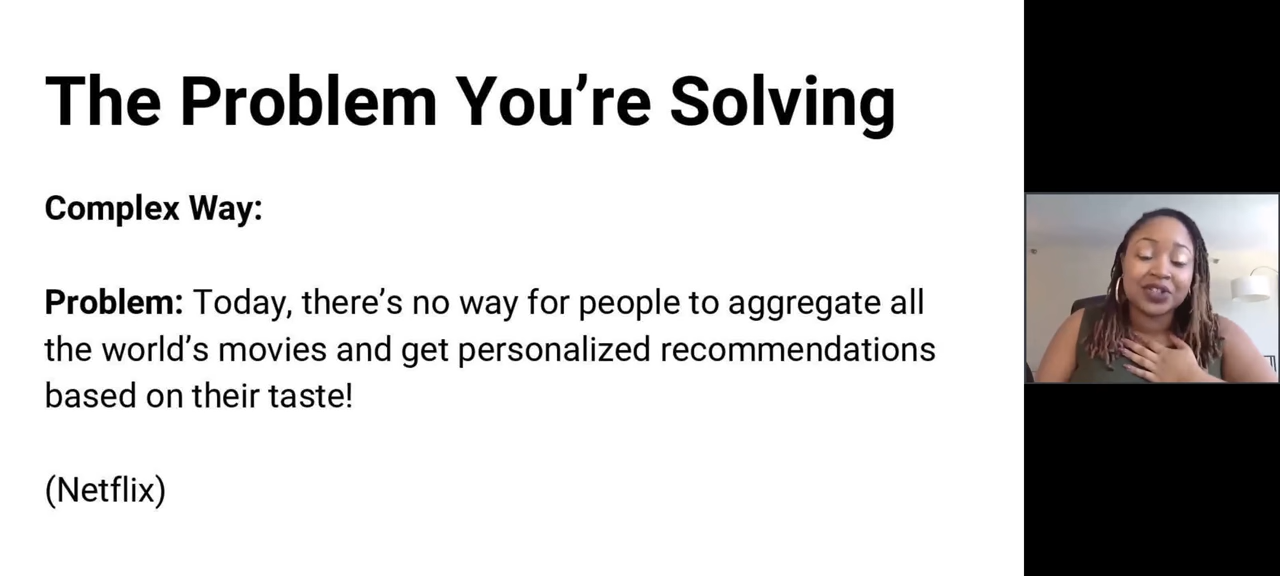 The Problem You’re Solving
Complex Way:
Problem: Today, there’s no way for people to aggregate all
the world’s movies and get personalized recommendations
based on their taste!
(Netflix)